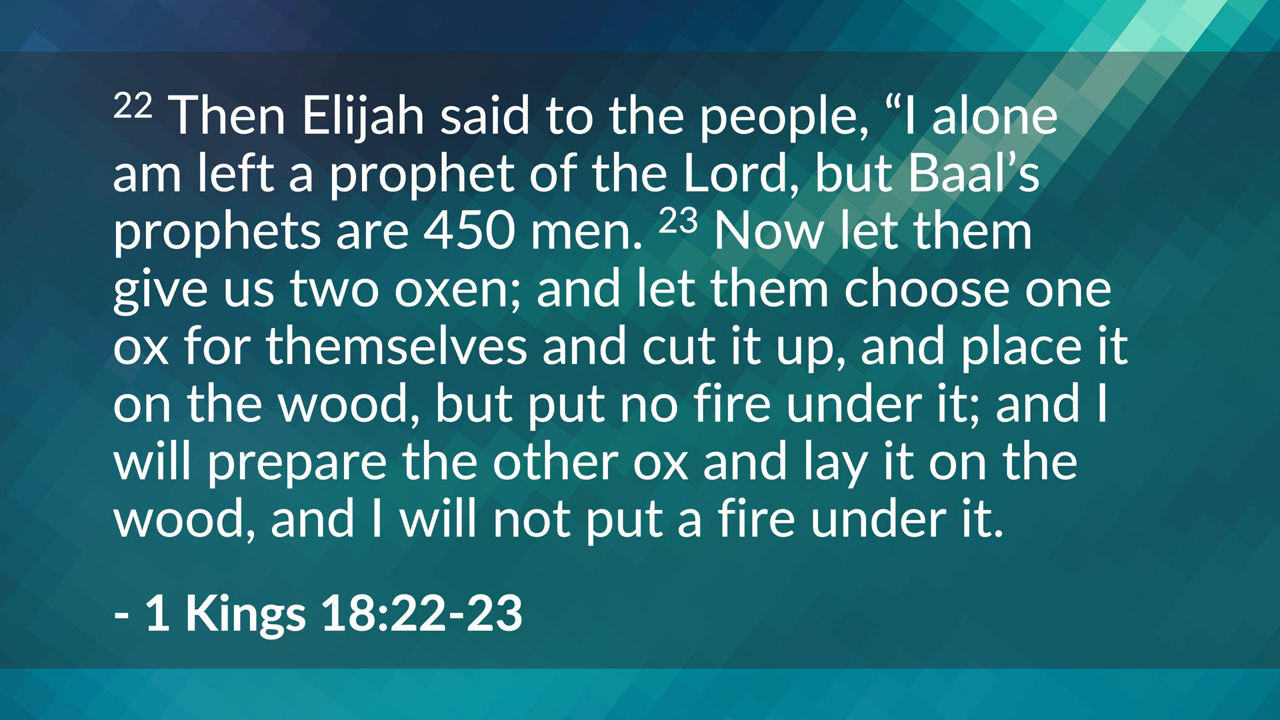 22 Then Elijah said to the people, “I alone
am left a prophet of the Lord, but Baal’s
prophets are 450 men. 23 Now let them
give us two oxen; and let them choose one
ox for themselves and cut it up, and place it
on the wood, but put no fire under it; and I
will prepare the other ox and lay it on the
wood, and I will not put a fire under it.
- 1 Kings 18:22-23